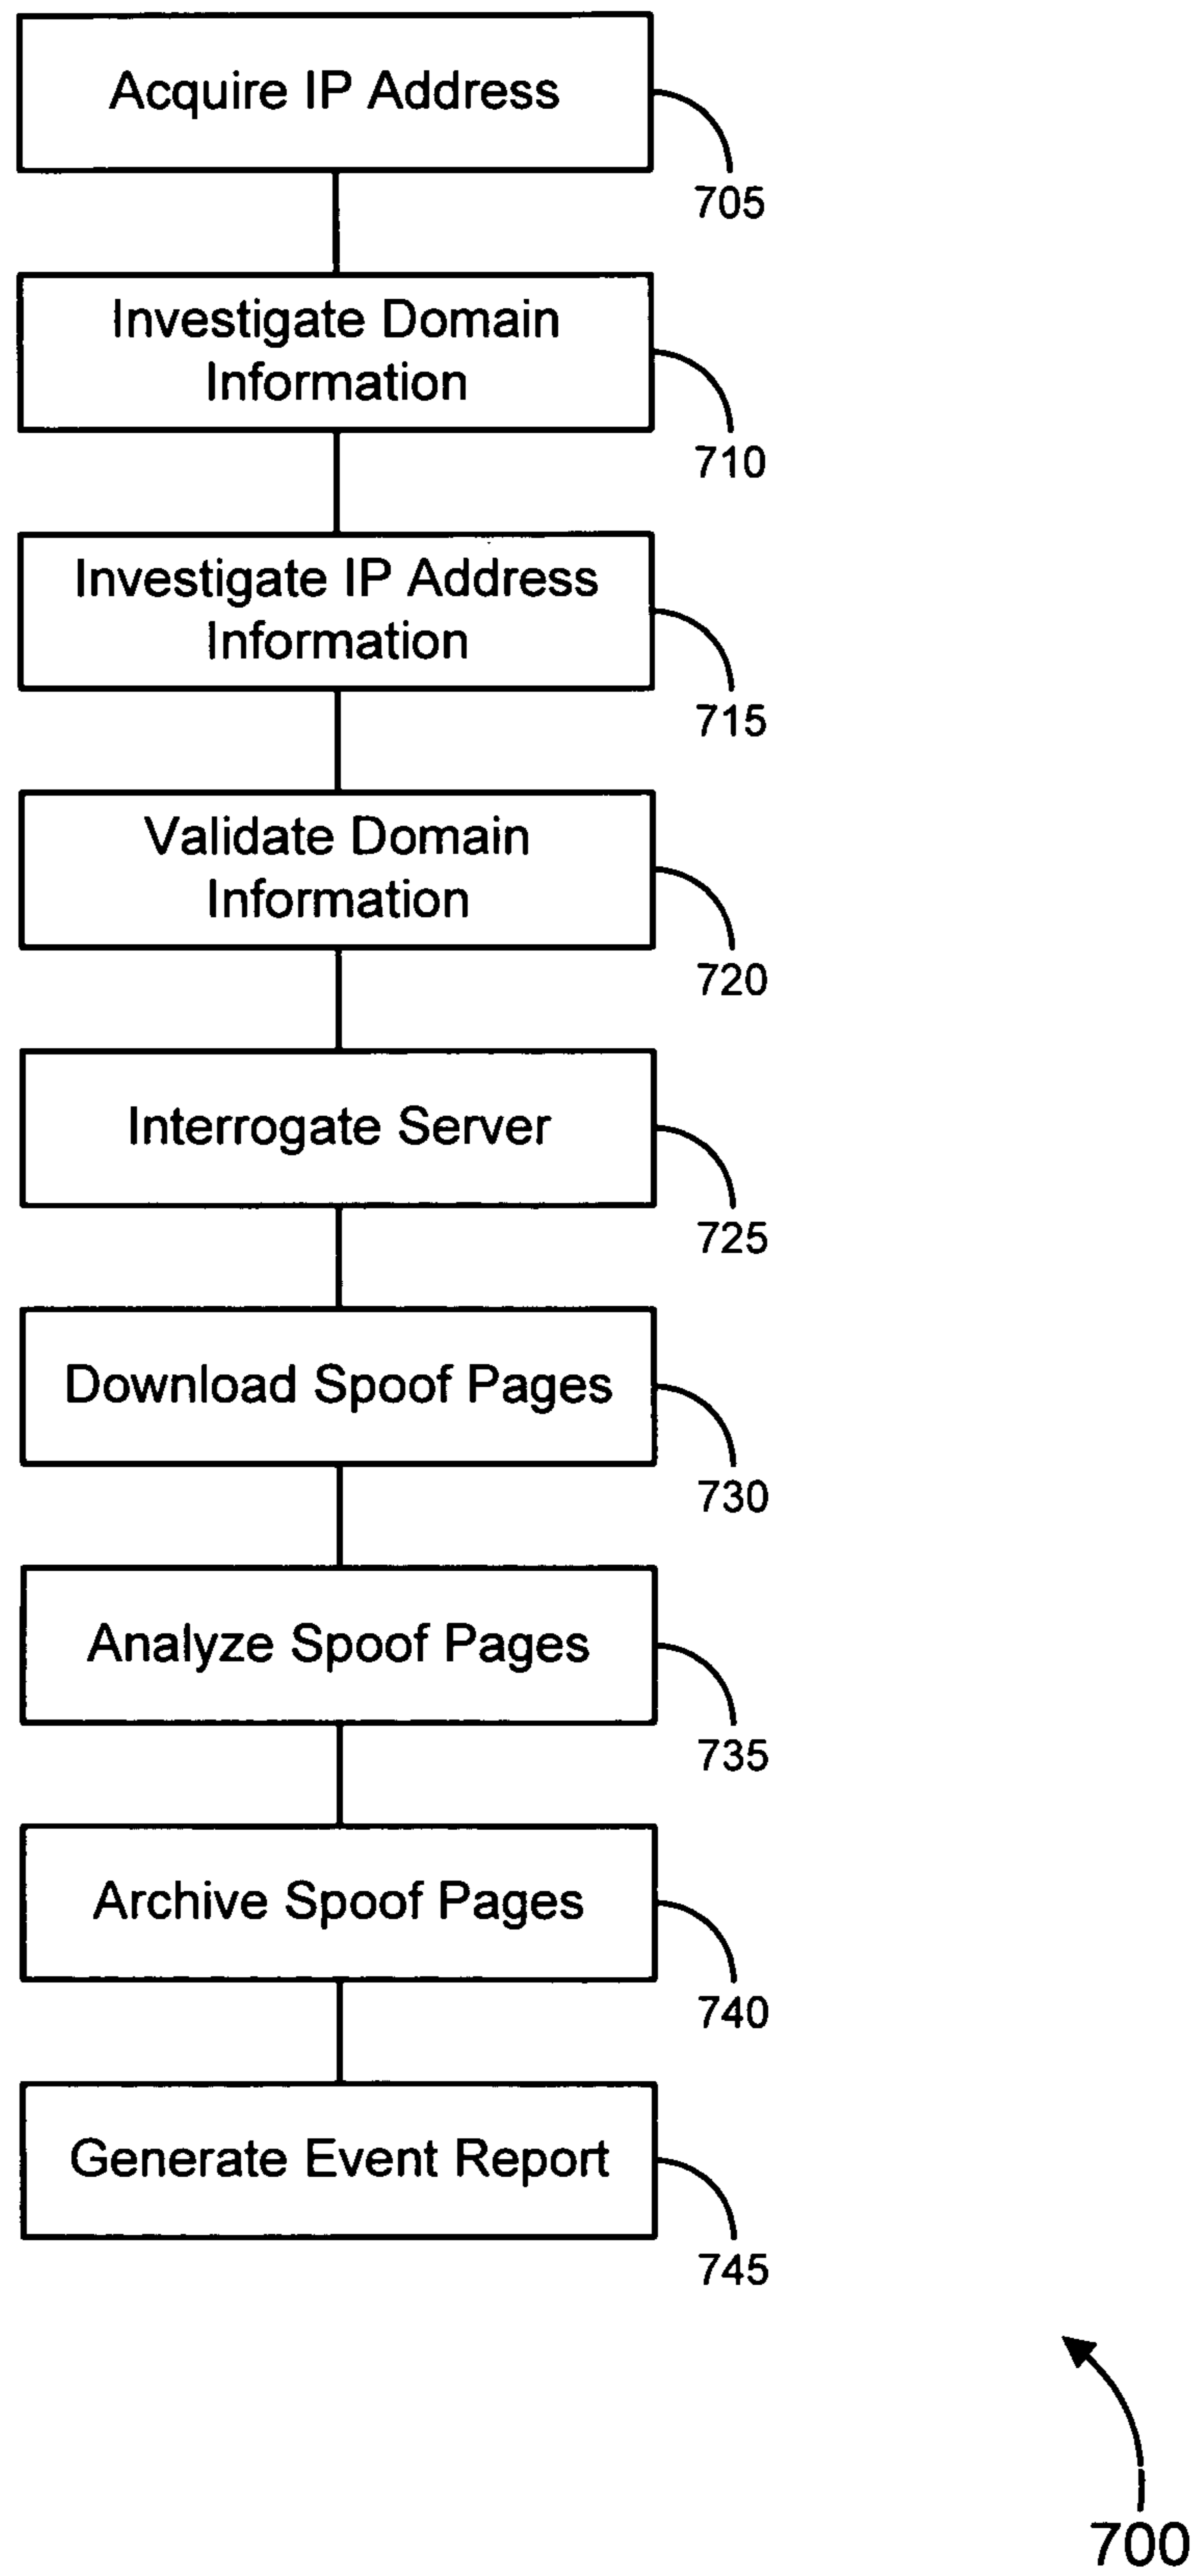 Acquire IP Address
705
Investigate Domain
Information
710
Investigate IP Address
Information
715
Validate Domain
Information
720
Interrogate Server
725
Download Spoof Pages
730
Analyze Spoof Pages
735
Archive Spoof Pages
740
Generate Event Report
745
700